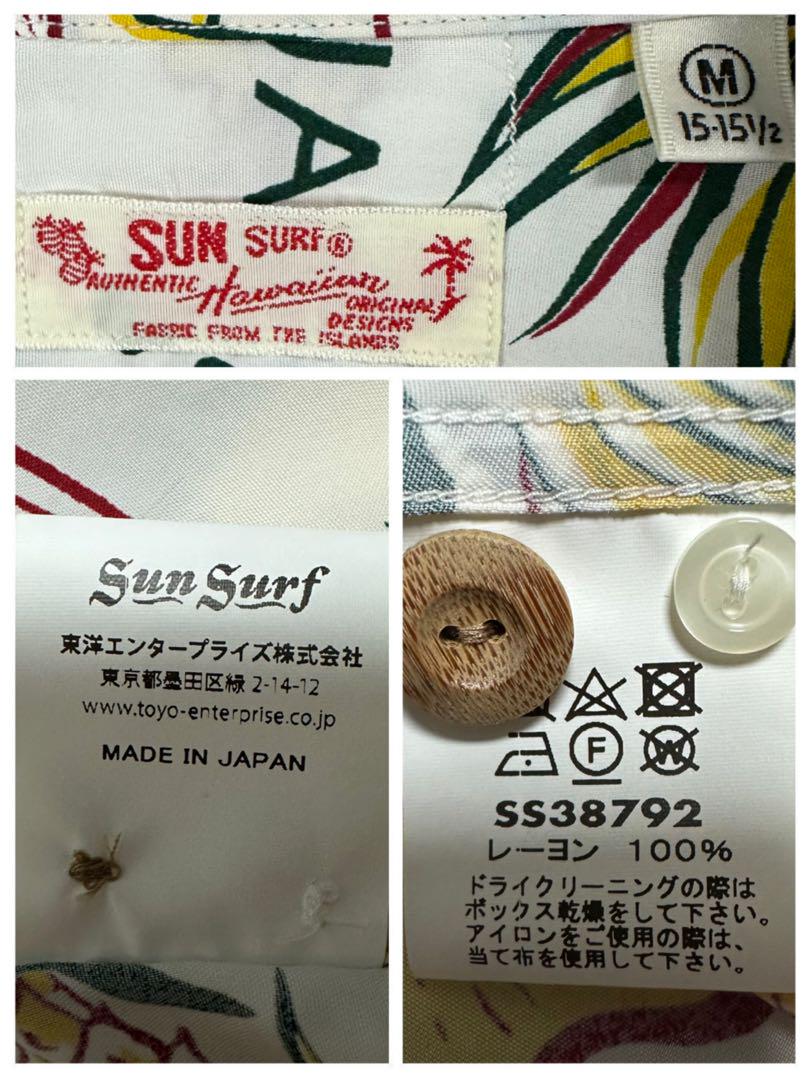 A
M
15-15 1/2
SUN SURF®
AUTHENTIC Hawaiian ORIGINAL
DESIGNS
FABRIC FROM THE ISLANDS
Sun Surf
東洋エンタープライズ株式会社
東京都墨田区緑 2-14-12
www.toyo-enterprise.co.jp
MADE IN JAPAN
F
W
SS38792
レーヨン 100%
ドライクリーニングの際は
ボックス乾燥をして下さい。
アイロンをご使用の際は、
当て布を使用して下さい。